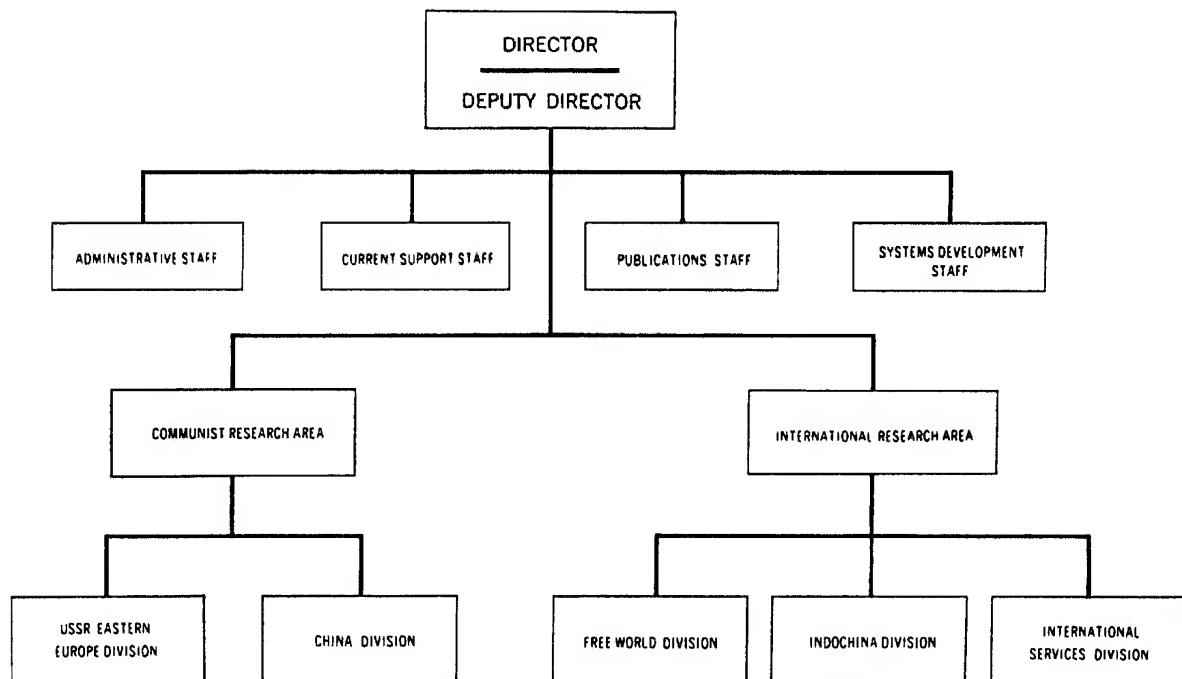 DIRECTOR
DEPUTY DIRECTOR
ADMINISTRATIVE STAFF
CURRENT SUPPORT STAFF
PUBLICATIONS STAFF
SYSTEMS DEVELOPMENT
STAFF
COMMUNIST RESEARCH AREA
INTERNATIONAL RESEARCH AREA
USSR EASTERN
EUROPE DIVISION
CHINA DIVISION
FREE WORLD DIVISION
INDOCHINA DIVISION
INTERNATIONAL
SERVICES DIVISION